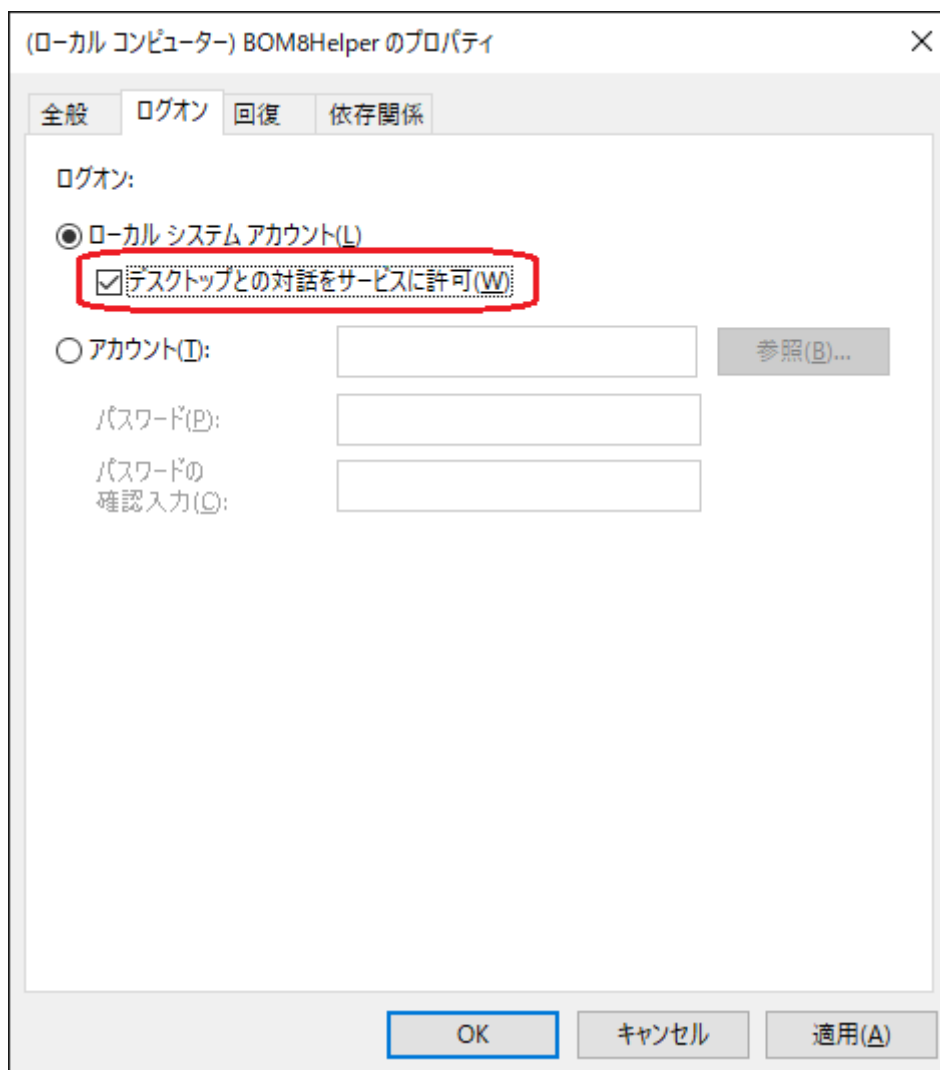 (ローカル コンピューター) BOM8Helper のプロパティ
全般 ログオン 回復 依存関係
ログオン:
ローカル システム アカウント(L)
デスクトップとの対話をサービスに許可(W)
アカウント(T): 参照(B)...
パスワード(P):
パスワードの
確認入力(C):
OK キャンセル 適用(A)